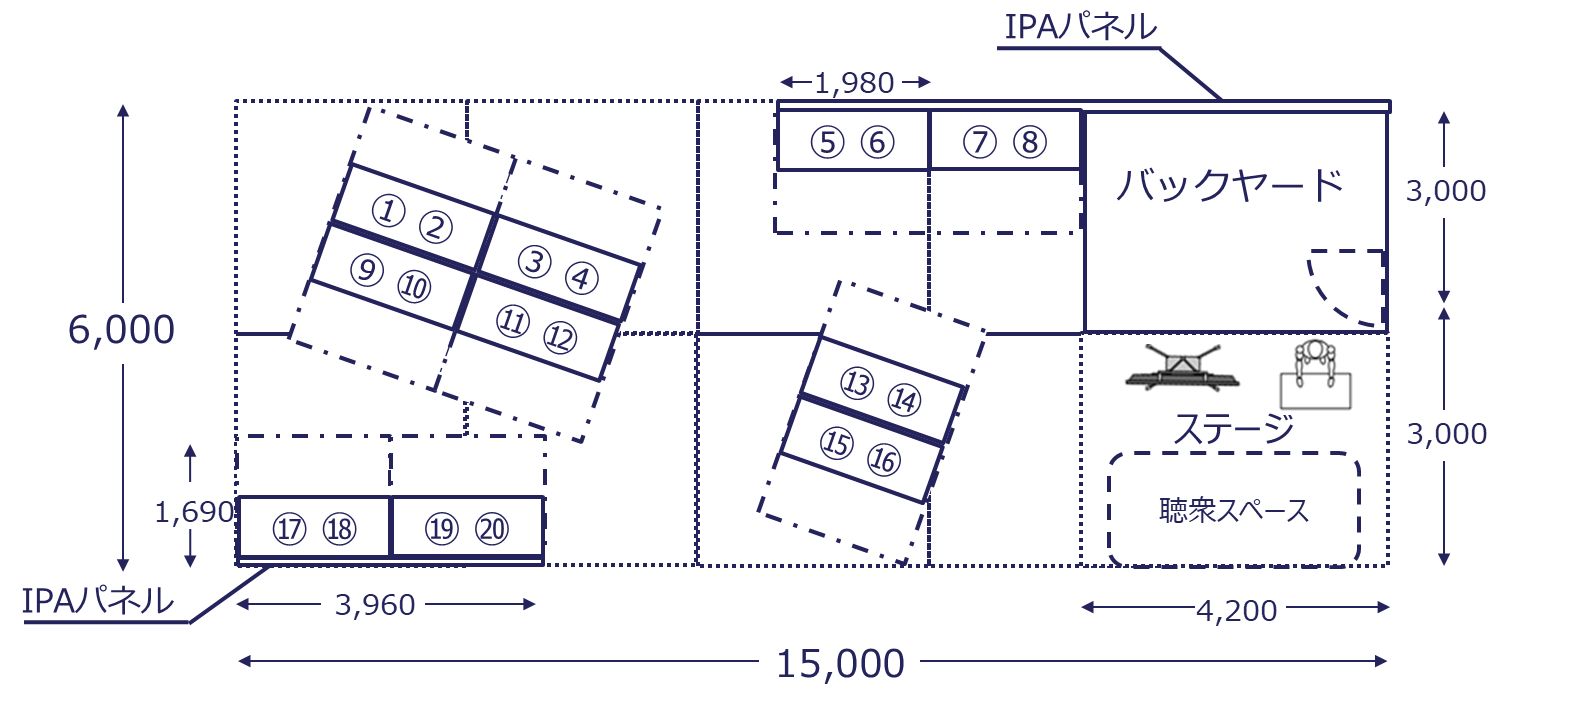 IPAパネル
1,980
⑤ ⑥ ⑦ ⑧
バックヤード
3,000
① ②
③ ④
⑨ ⑩
⑪ ⑫
6,000
⑬ ⑭
⑮ ⑯
ステージ
3,000
1,690
⑰ ⑱ ⑲ ⑳
聴衆スペース
IPAパネル
3,960
4,200
15,000